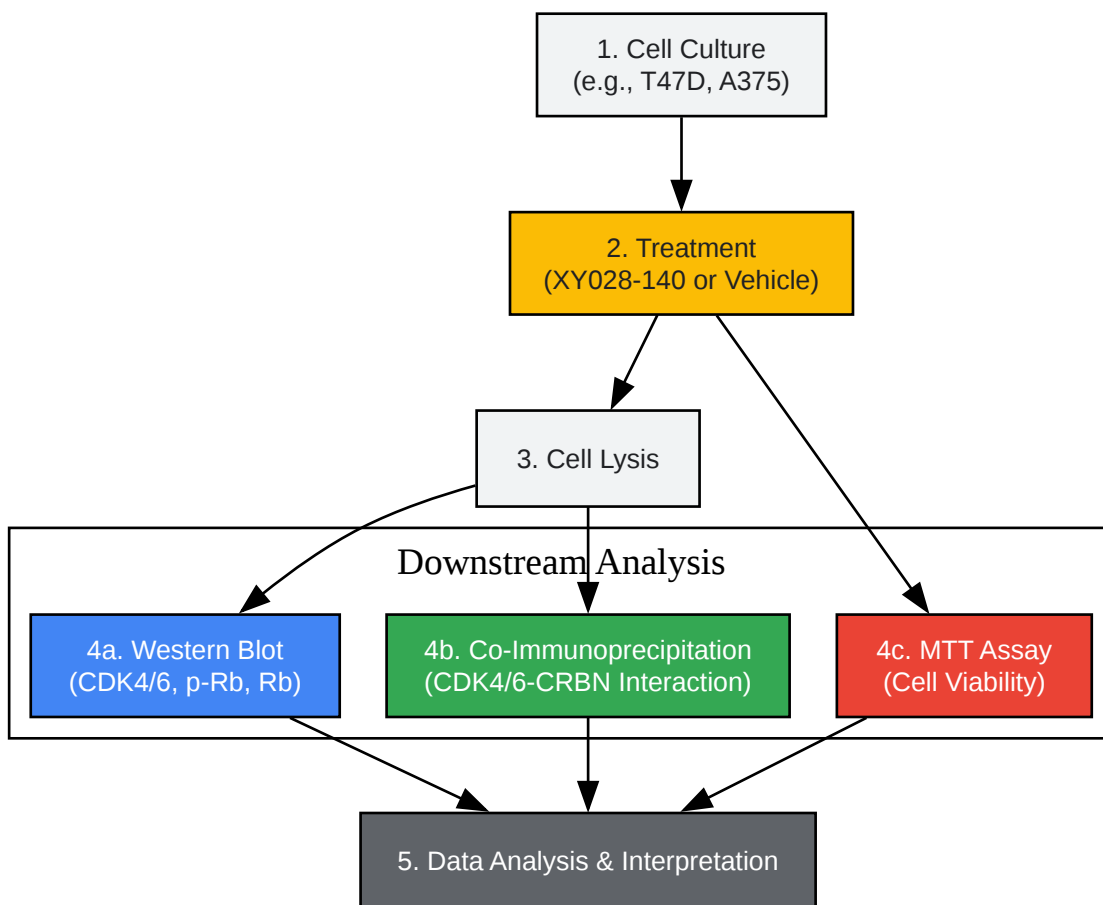 1. Cell Culture
(e.g., T47D, A375)
2. Treatment
(XY028-140 or Vehicle)
3. Cell Lysis
Downstream Analysis
4a. Western Blot
(CDK4/6, p-Rb, Rb)
4b. Co-Immunoprecipitation
(CDK4/6-CRBN Interaction)
4c. MTT Assay
(Cell Viability)
5. Data Analysis & Interpretation